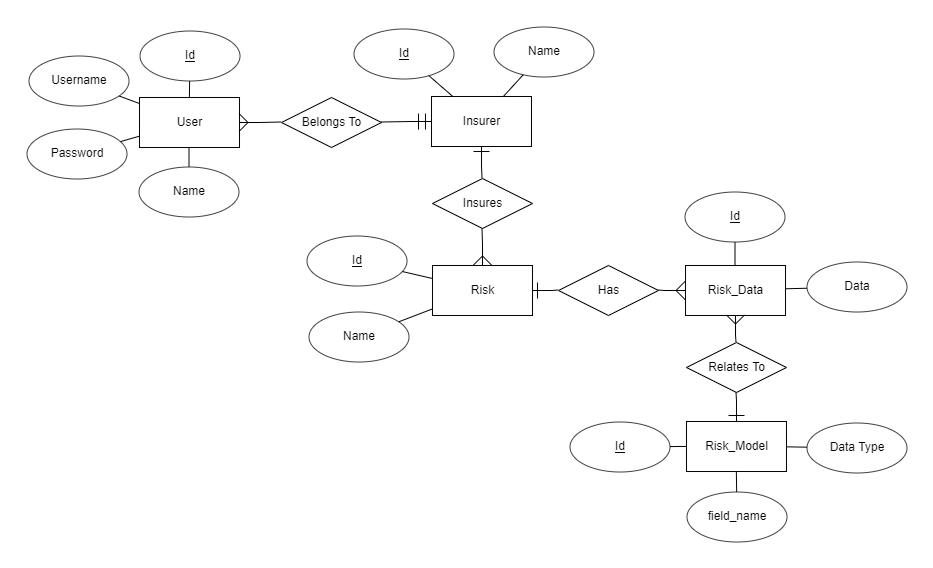 Id
Name
Id
Username
User
Belongs To
Insurer
Password
Name
Insures
Id
Id
Name
Risk
Has
Risk_Data
Data
Relates To
Id
Risk_Model
Data Type
field_name